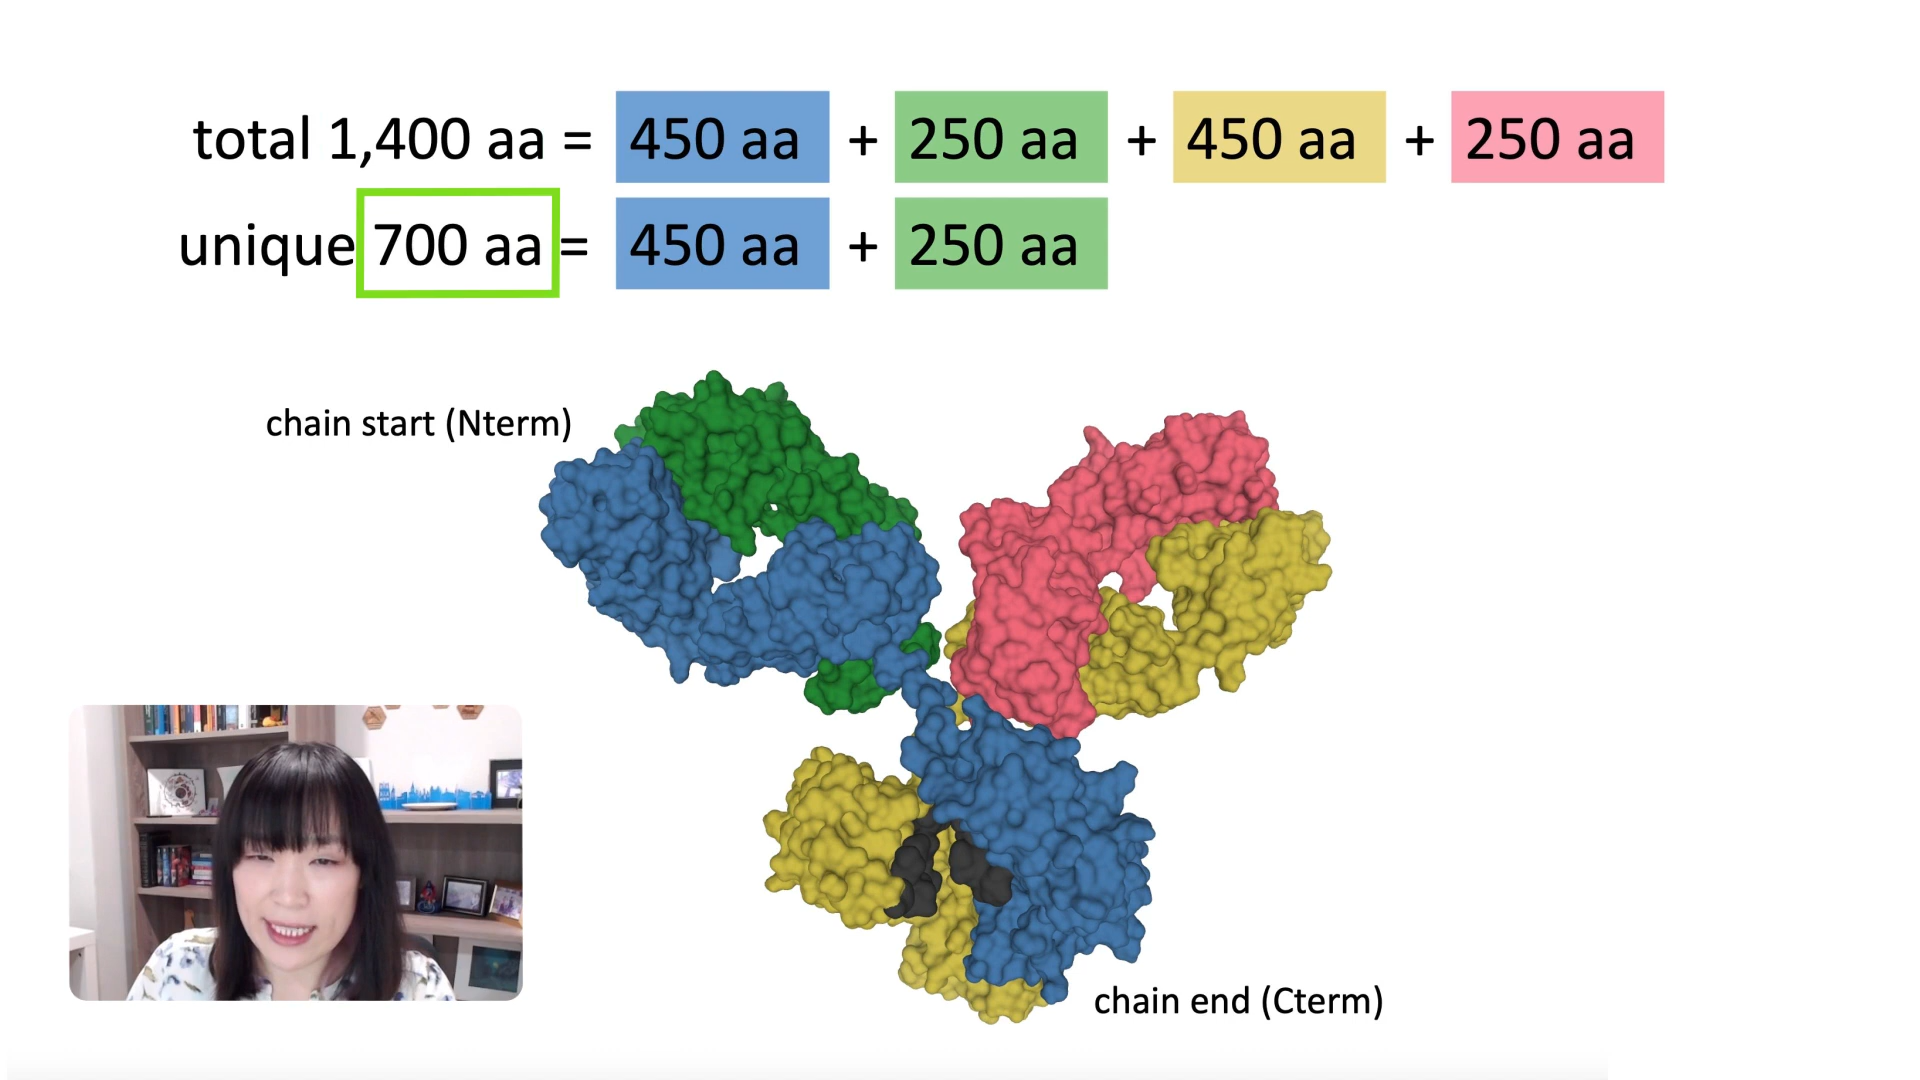 total 1,400 aa = 450 aa + 250 aa + 450 aa + 250 aa
unique 700 aa = 450 aa + 250 aa
chain start (Nterm)
chain end (Cterm)